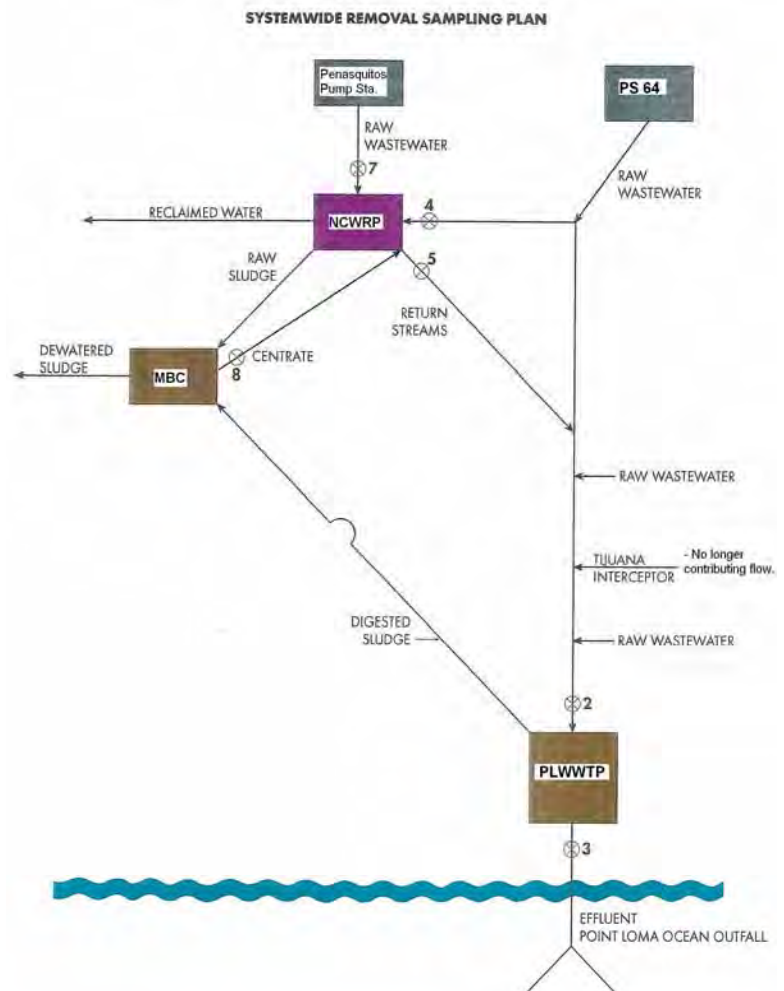 SYSTEMWIDE REMOVAL SAMPLING PLAN
Penasquitos
Pump Sta.
PS 64
RAW
WASTEWATER
7
RAW
WASTEWATER
4
RECLAIMED WATER
NCWRP
5
RAW
SLUDGE
RETURN
STREAMS
DEWATERED
SLUDGE
MBC
8
CENTRATE
RAW WASTEWATER
TIJUANA
INTERCEPTOR
- No longer
contributing flow.
DIGESTED
SLUDGE
RAW WASTEWATER
2
PLWWTP
3
EFFLUENT
POINT LOMA OCEAN OUTFALL